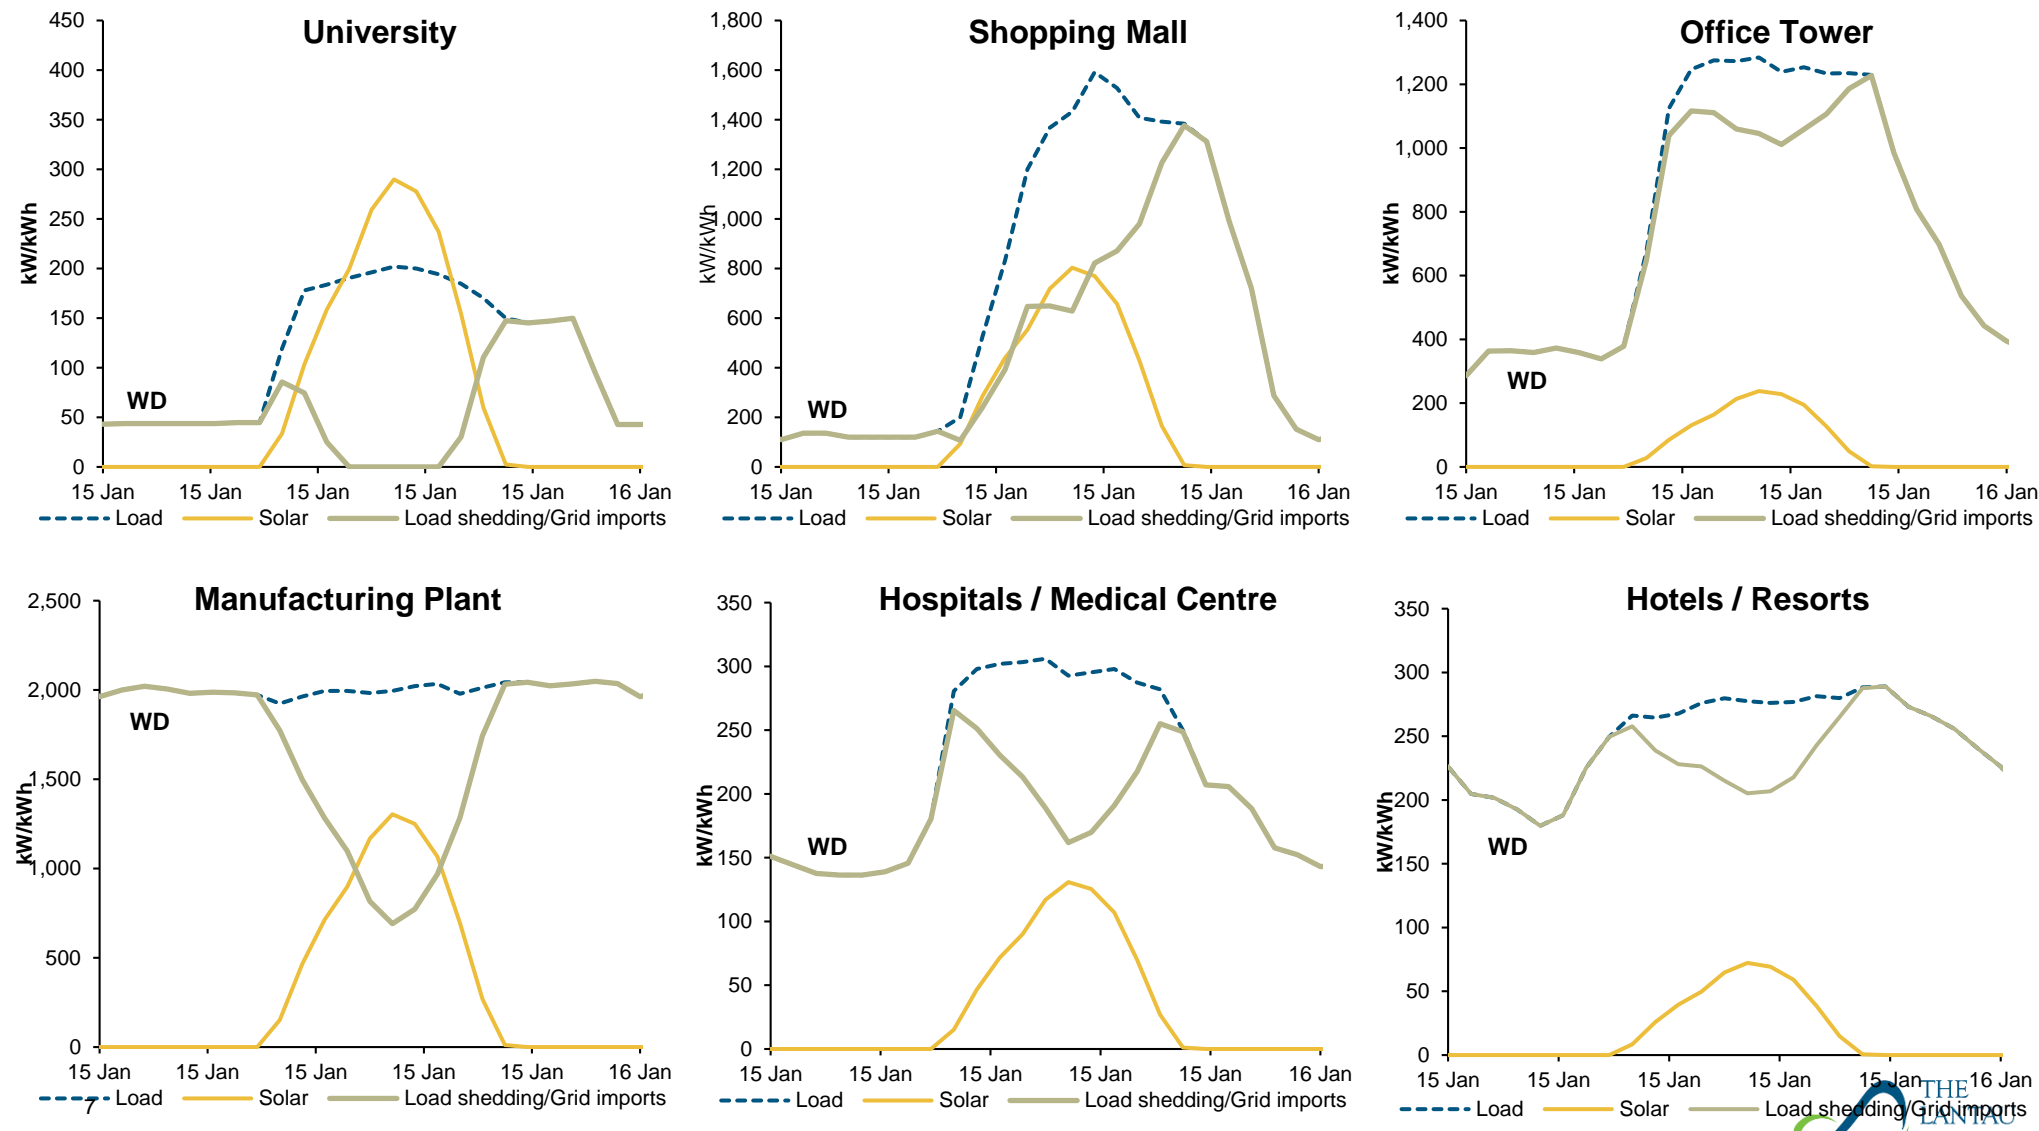 University
450
400
350
300
250
200
150
100
50
0
kW/kWh
WD
15 Jan 15 Jan 15 Jan 15 Jan 15 Jan 16 Jan
Load Solar Load shedding/Grid imports
Shopping Mall
1,800
1,600
1,400
1,200
1,000
800
600
400
200
0
kW/kWh
WD
15 Jan 15 Jan 15 Jan 15 Jan 15 Jan 16 Jan
Load Solar Load shedding/Grid imports
Office Tower
1,400
1,200
1,000
800
600
400
200
0
kW/kWh
WD
15 Jan 15 Jan 15 Jan 15 Jan 15 Jan 16 Jan
Load Solar Load shedding/Grid imports
Manufacturing Plant
2,500
2,000
1,500
1,000
500
0
kW/kWh
WD
15 Jan 15 Jan 15 Jan 15 Jan 15 Jan 16 Jan
Load Solar Load shedding/Grid imports
7
Hospitals / Medical Centre
350
300
250
200
150
100
50
0
kW/kWh
WD
15 Jan 15 Jan 15 Jan 15 Jan 15 Jan 16 Jan
Load Solar Load shedding/Grid imports
Hotels / Resorts
350
300
250
200
150
100
50
0
kW/kWh
WD
15 Jan 15 Jan 15 Jan 15 Jan 15 Jan 16 Jan
Load Solar Load shedding/Grid imports
THE
LANTAU